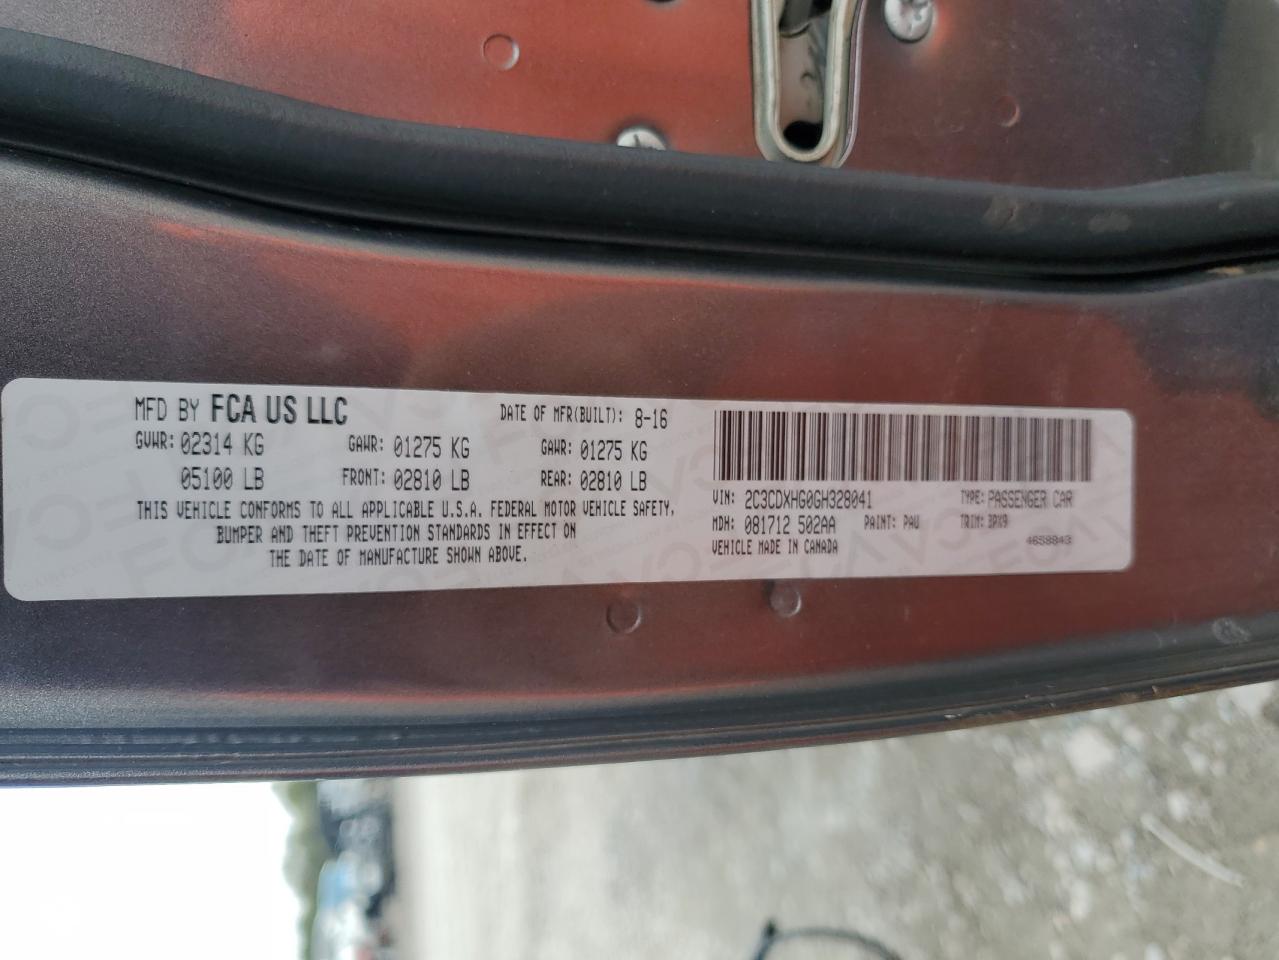 MFD BY FCA US LLC
DATE OF MFR(BUILT): 8-16
GVWR: 02314 KG GAWR: 01275 KG GAWR: 01275 KG
05100 LB FRONT: 02810 LB REAR: 02810 LB
THIS VEHICLE CONFORMS TO ALL APPLICABLE U.S.A. FEDERAL MOTOR VEHICLE SAFETY,
BUMPER AND THEFT PREVENTION STANDARDS IN EFFECT ON
THE DATE OF MANUFACTURE SHOWN ABOVE.
VIN: 2C3CDXHG0GH328041 TYPE: PASSENGER CAR
MDH: 081712 502AA PAINT: PAU TRIM: BPX9
VEHICLE MADE IN CANADA 4658843